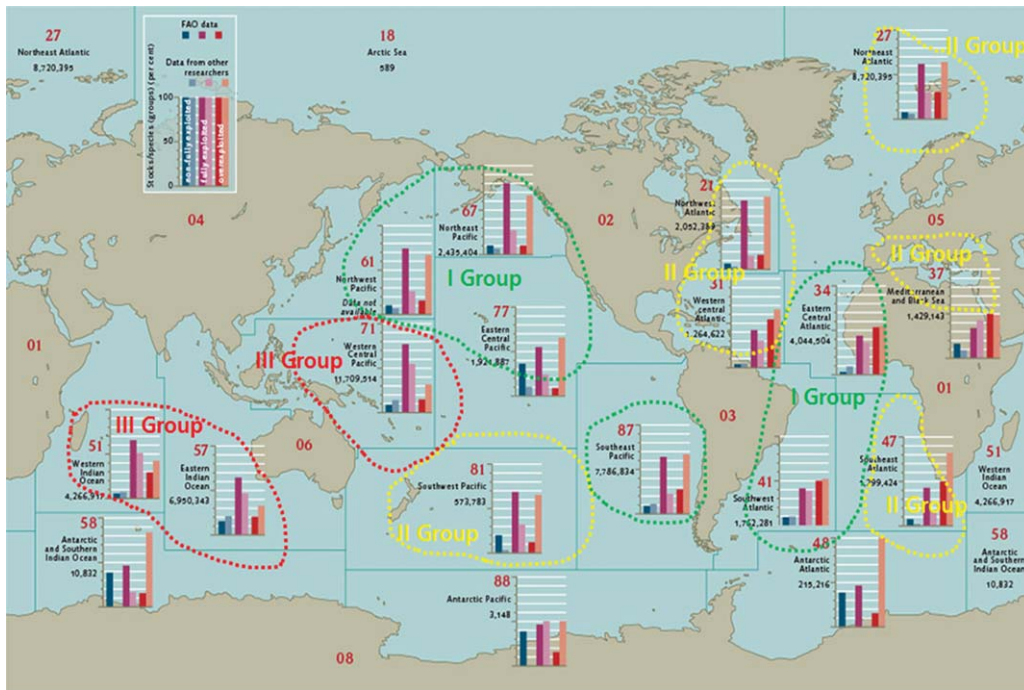 27
Northeast Atlantic
8,720,395
18
Arctic Sea
589
FAO data
Data from other
researchers
Stocks/species (groups) (per cent)
100
50
0
non-fully exploited
fully exploited
overexploited
27
Northeast
Atlantic
8,720,395
II Group
04
67
Northeast
Pacific
2,435,404
02
21
Northwest
Atlantic
2,052,389
05
61
Northwest
Pacific
Data not
available
I Group
II Group
31
Western
central
Atlantic
1,264,622
34
Eastern
Central
Atlantic
4,044,504
II Group
37
Mediterranean
and Black Sea
1,429,143
01
71
Western
Central
Pacific
11,709,514
III Group
77
Eastern
Central
Pacific
1,921,887
I Group
01
03
III Group
51
Western
Indian
Ocean
4,266,917
57
Eastern
Indian
Ocean
6,950,343
06
81
Southwest Pacific
573,783
II Group
87
Southeast
Pacific
7,786,834
41
Southwest
Atlantic
1,762,281
47
Southeast
Atlantic
1,799,424
II Group
51
Western
Indian
Ocean
4,266,917
58
Antarctic
and Southern
Indian Ocean
10,832
88
Antarctic Pacific
3,148
48
Antarctic
Atlantic
215,216
58
Antarctic
and Southern
Indian Ocean
10,832
08